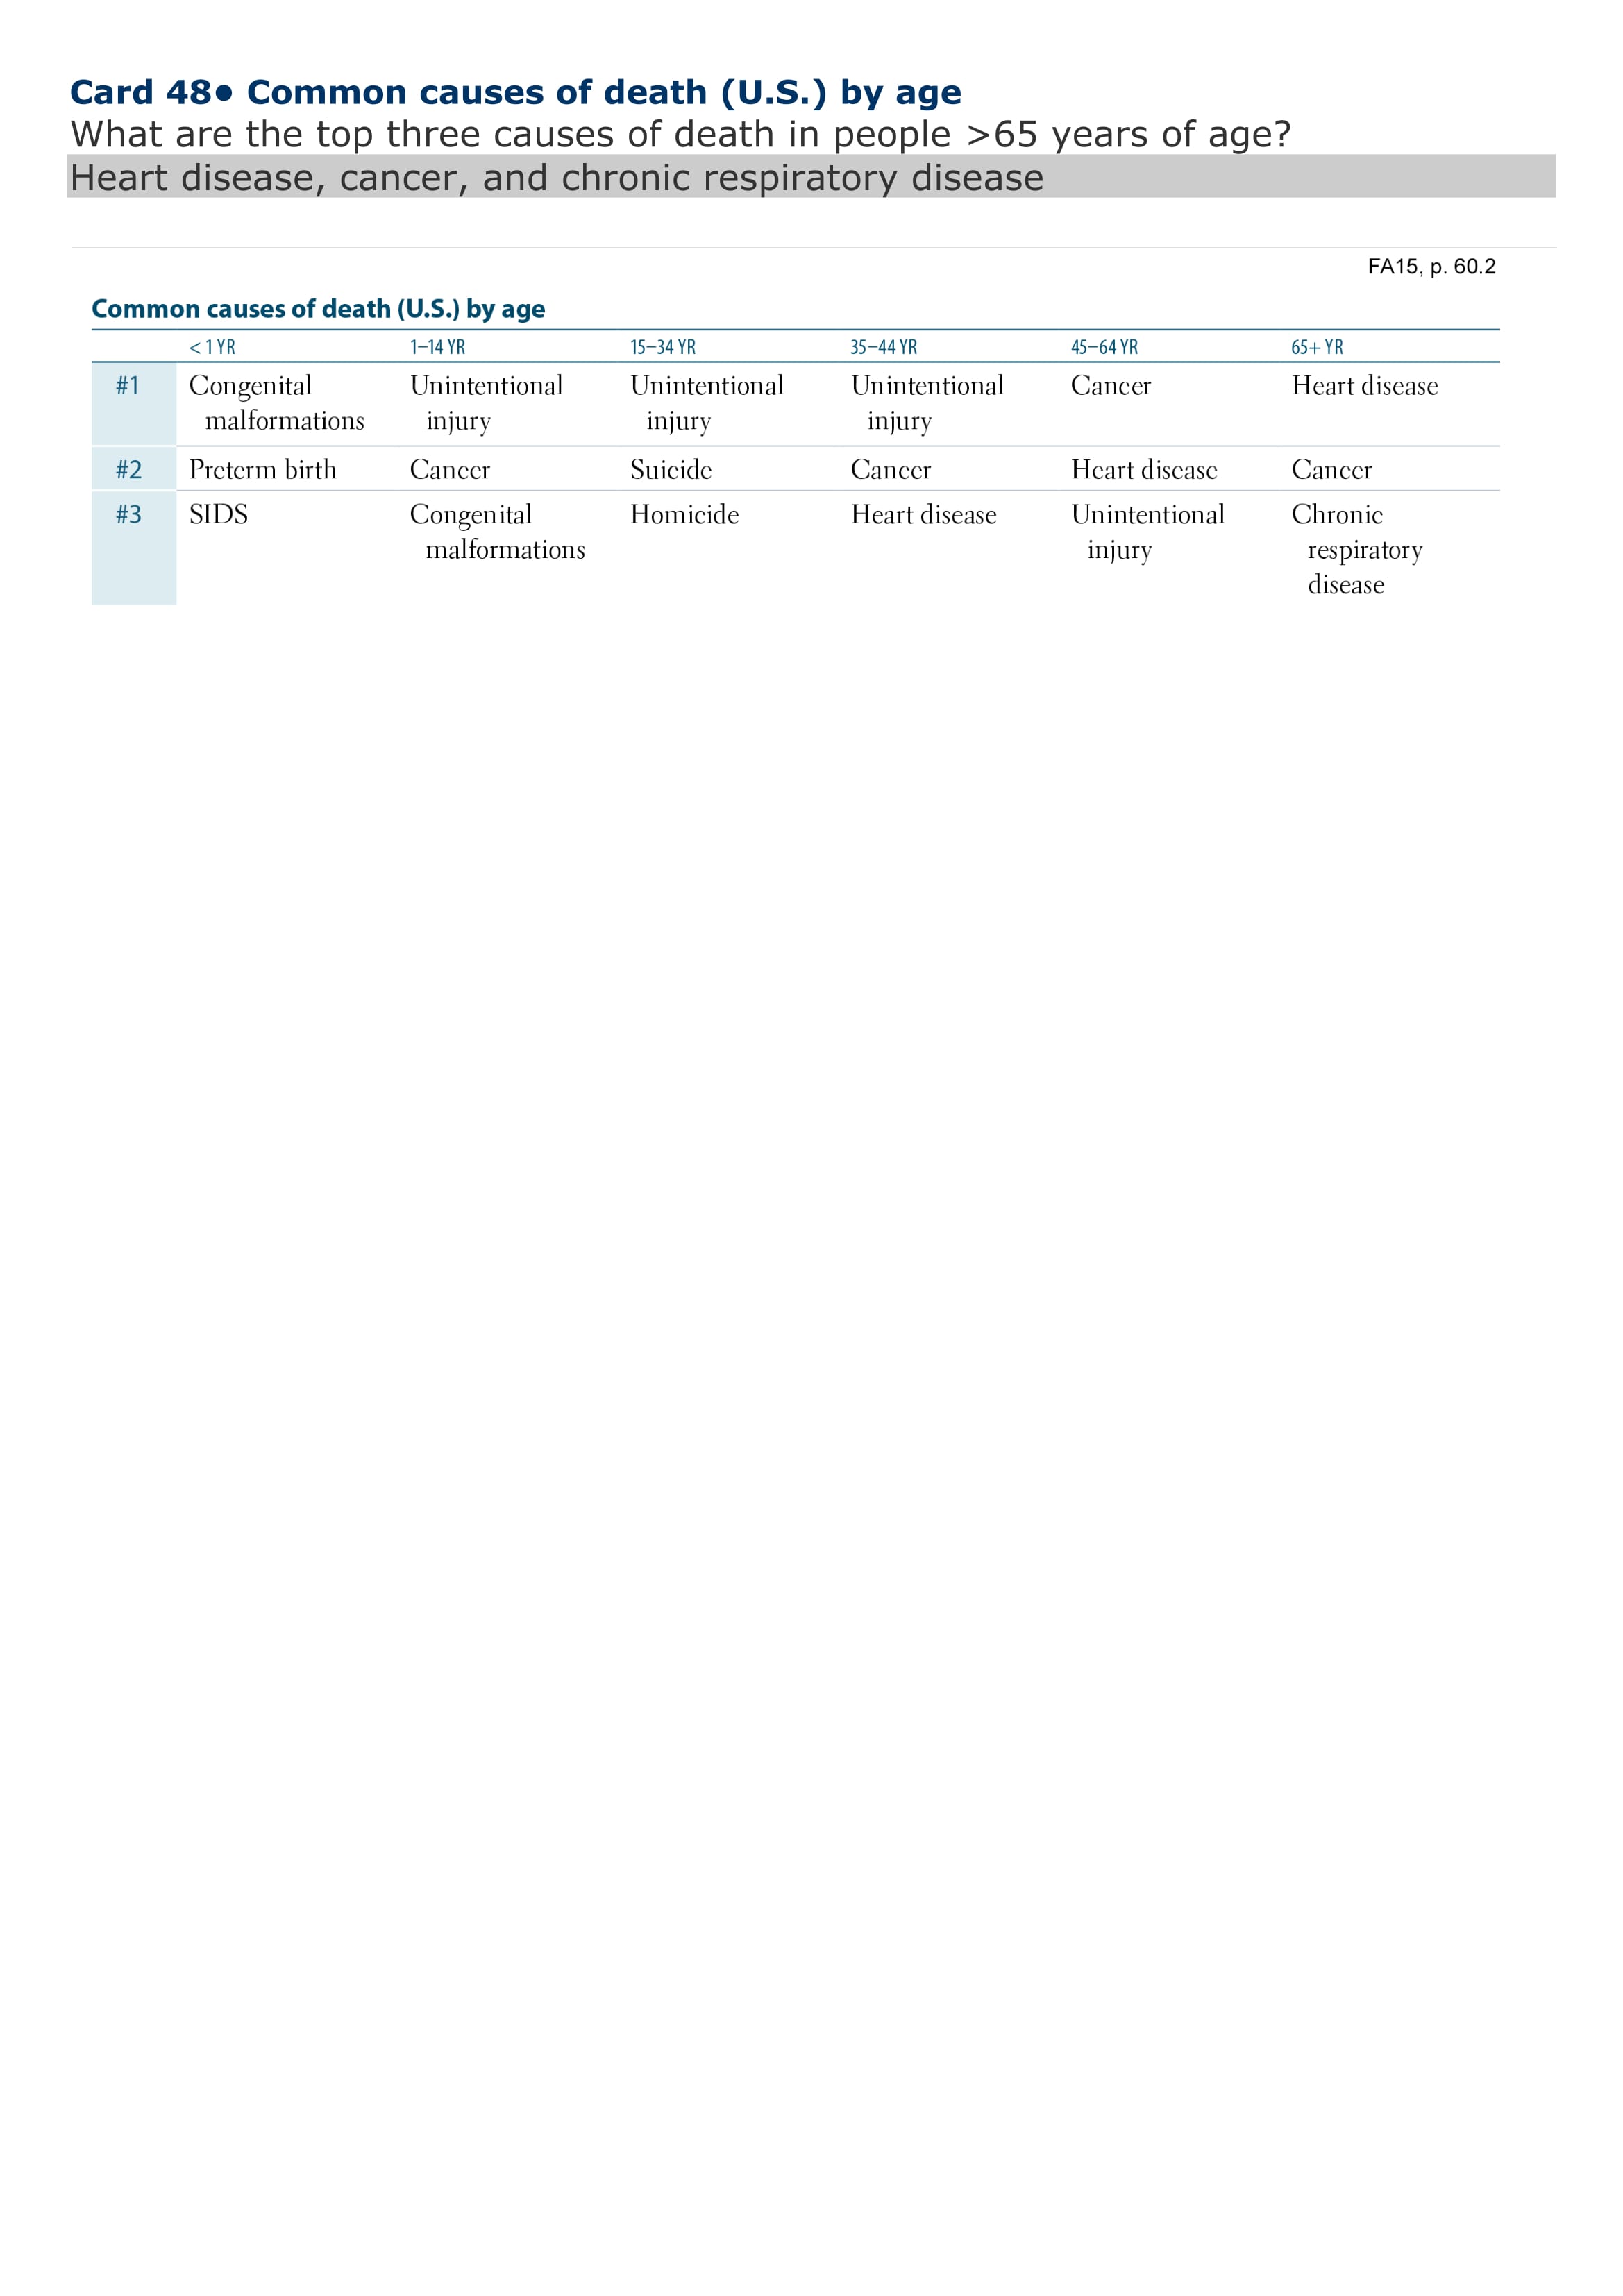 Card 48• Common causes of death (U.S.) by age
What are the top three causes of death in people >65 years of age?
Heart disease, cancer, and chronic respiratory disease
FA15, p. 60.2
Common causes of death (U.S.) by age
< 1 YR 1–14 YR 15–34 YR 35–44 YR 45–64 YR 65+ YR
#1 Congenital malformations Unintentional injury Unintentional injury Unintentional injury Cancer Heart disease
#2 Preterm birth Cancer Suicide Cancer Heart disease Cancer
#3 SIDS Congenital malformations Homicide Heart disease Unintentional injury Chronic respiratory disease